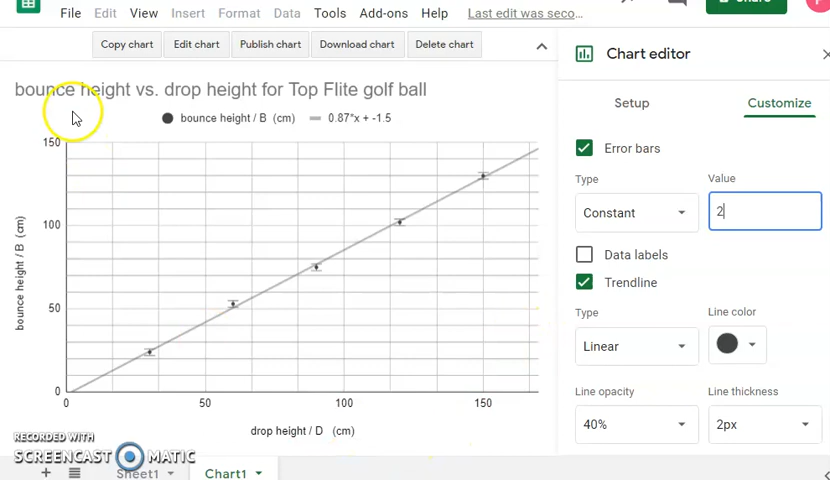 File Edit View Insert Format Data Tools Add-ons Help Last edit was seco...
Copy chart Edit chart Publish chart Download chart Delete chart
Chart editor
Setup Customize
bounce height vs. drop height for Top Flite golf ball
bounce height / B (cm) 0.87*x + -1.5
150
100
50
0
bounce height / B (cm)
0 50 100 150
drop height / D (cm)
Error bars
Type Value
Constant 2
Data labels
Trendline
Type Line color
Linear
Line opacity Line thickness
40% 2px
RECORDED WITH
SCREENCAST MATIC
Sheet1 Chart1